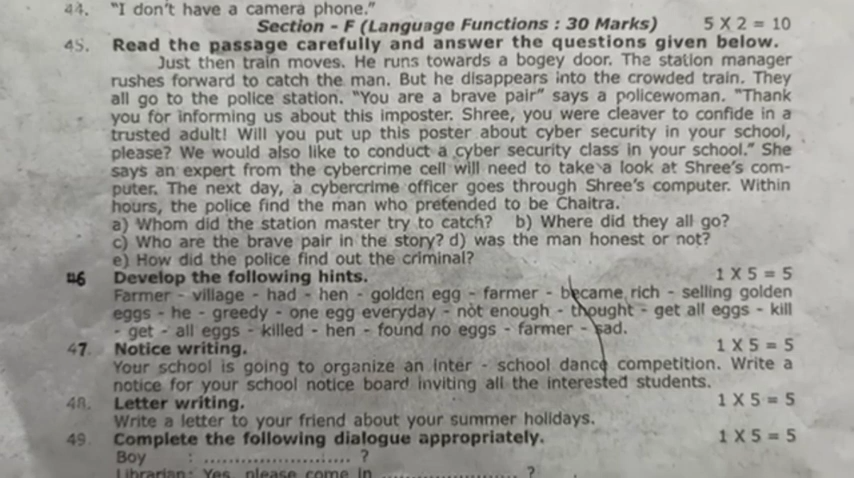 44. "I don't have a camera phone."
Section - F (Language Functions : 30 Marks) 5 X 2 = 10
45. Read the passage carefully and answer the questions given below.
Just then train moves. He runs towards a bogey door. The station manager
rushes forward to catch the man. But he disappears into the crowded train. They
all go to the police station. "You are a brave pair" says a policewoman. "Thank
you for informing us about this imposter. Shree, you were cleaver to confide in a
trusted adult! Will you put up this poster about cyber security in your school,
please? We would also like to conduct a cyber security class in your school." She
says an expert from the cybercrime cell will need to take a look at Shree's com-
puter. The next day, a cybercrime officer goes through Shree's computer. Within
hours, the police find the man who pretended to be Chaitra.
a) Whom did the station master try to catch? b) Where did they all go?
c) Who are the brave pair in the story? d) was the man honest or not?
e) How did the police find out the criminal?
46 Develop the following hints. 1 X 5 = 5
Farmer - village - had - hen - golden egg - farmer - became rich - selling golden
eggs - he - greedy - one egg everyday - not enough - thought - get all eggs - kill
- get - all eggs - killed - hen - found no eggs - farmer - sad.
47. Notice writing. 1 X 5 = 5
Your school is going to organize an inter - school dance competition. Write a
notice for your school notice board inviting all the interested students.
48. Letter writing. 1 X 5 = 5
Write a letter to your friend about your summer holidays.
49. Complete the following dialogue appropriately. 1 X 5 = 5
Boy : ....................... ?
Librarian: Yes, please come in ..................... ?